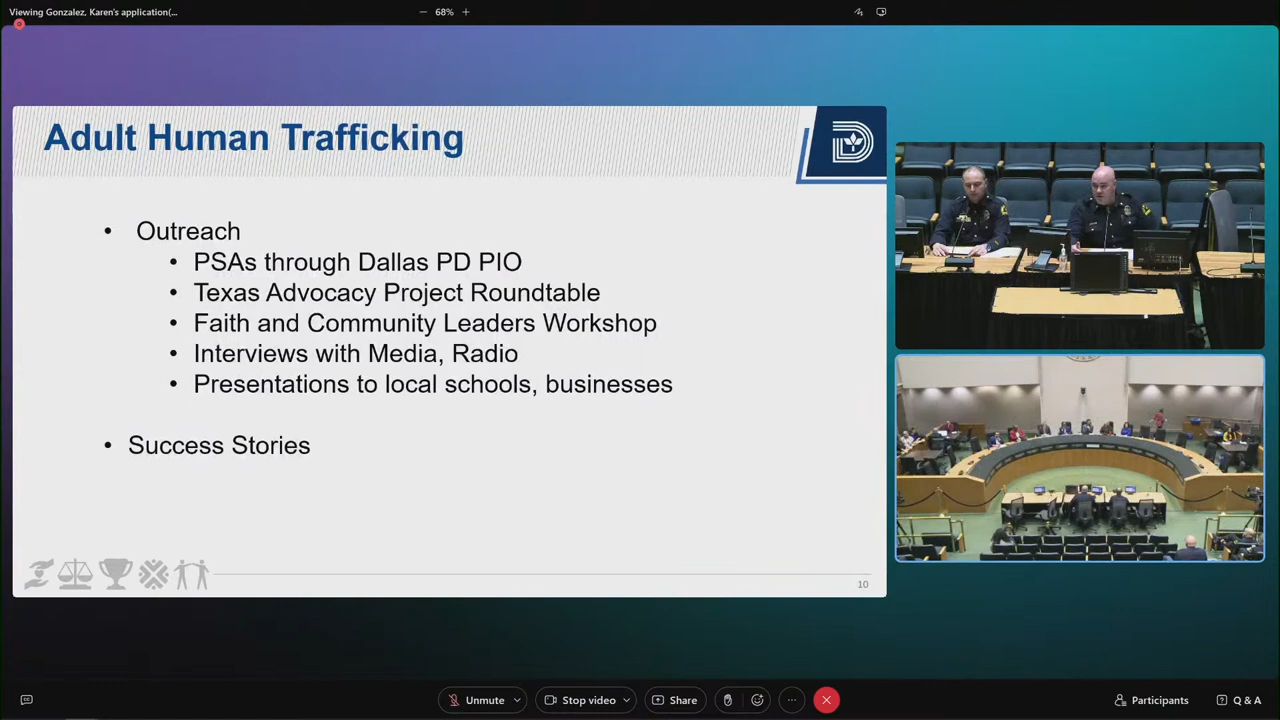 Viewing Gonzalez, Karen's application(...
68%
Adult Human Trafficking
• Outreach
• PSAs through Dallas PD PIO
• Texas Advocacy Project Roundtable
• Faith and Community Leaders Workshop
• Interviews with Media, Radio
• Presentations to local schools, businesses
• Success Stories
10
Unmute
Stop video
Share
Participants
Q & A